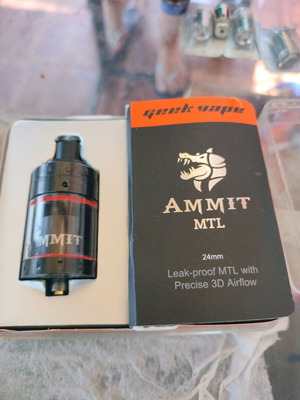 geek vape
AMMIT
MTL
24mm
Leak-proof MTL with
Precise 3D Airflow
AMMIT